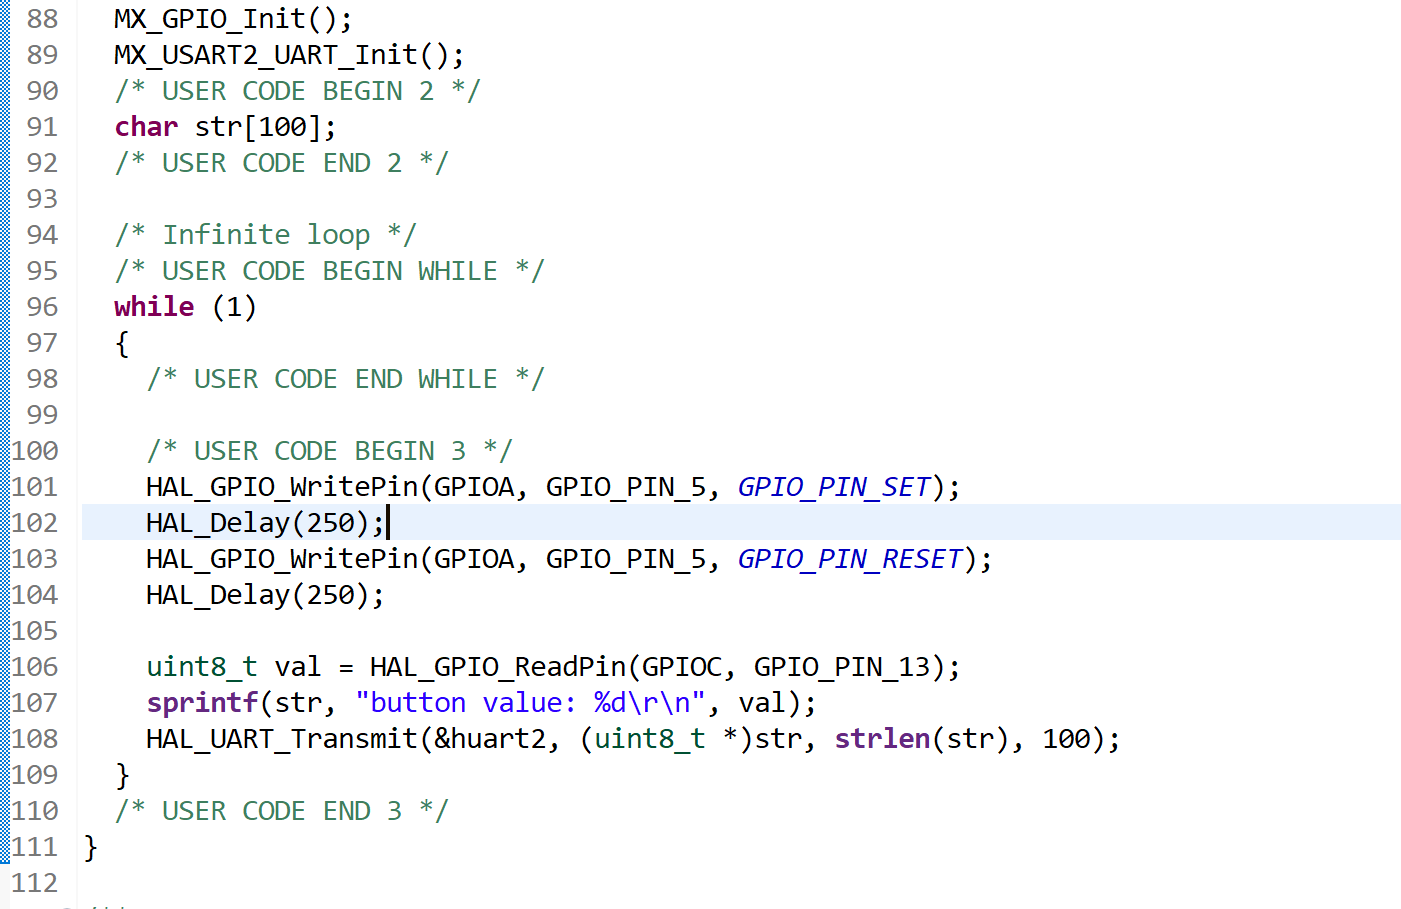 88 MX_GPIO_Init();
89 MX_USART2_UART_Init();
90 /* USER CODE BEGIN 2 */
91 char str[100];
92 /* USER CODE END 2 */
93
94 /* Infinite loop */
95 /* USER CODE BEGIN WHILE */
96 while (1)
97 {
98 /* USER CODE END WHILE */
99
100 /* USER CODE BEGIN 3 */
101 HAL_GPIO_WritePin(GPIOA, GPIO_PIN_5, GPIO_PIN_SET);
102 HAL_Delay(250);
103 HAL_GPIO_WritePin(GPIOA, GPIO_PIN_5, GPIO_PIN_RESET);
104 HAL_Delay(250);
105
106 uint8_t val = HAL_GPIO_ReadPin(GPIOC, GPIO_PIN_13);
107 sprintf(str, "button value: %d\r\n", val);
108 HAL_UART_Transmit(&huart2, (uint8_t *)str, strlen(str), 100);
109 }
110 /* USER CODE END 3 */
111 }
112